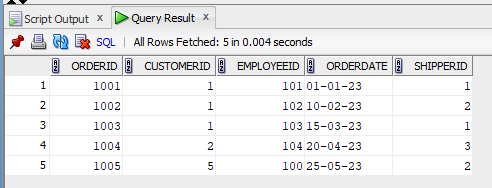 Script Output x Query Result x
SQL | All Rows Fetched: 5 in 0.004 seconds
ORDERID CUSTOMERID EMPLOYEEID ORDERDATE SHIPPERID
1 1001 1 101 01-01-23 1
2 1002 1 102 10-02-23 2
3 1003 1 103 15-03-23 1
4 1004 2 104 20-04-23 3
5 1005 5 100 25-05-23 2